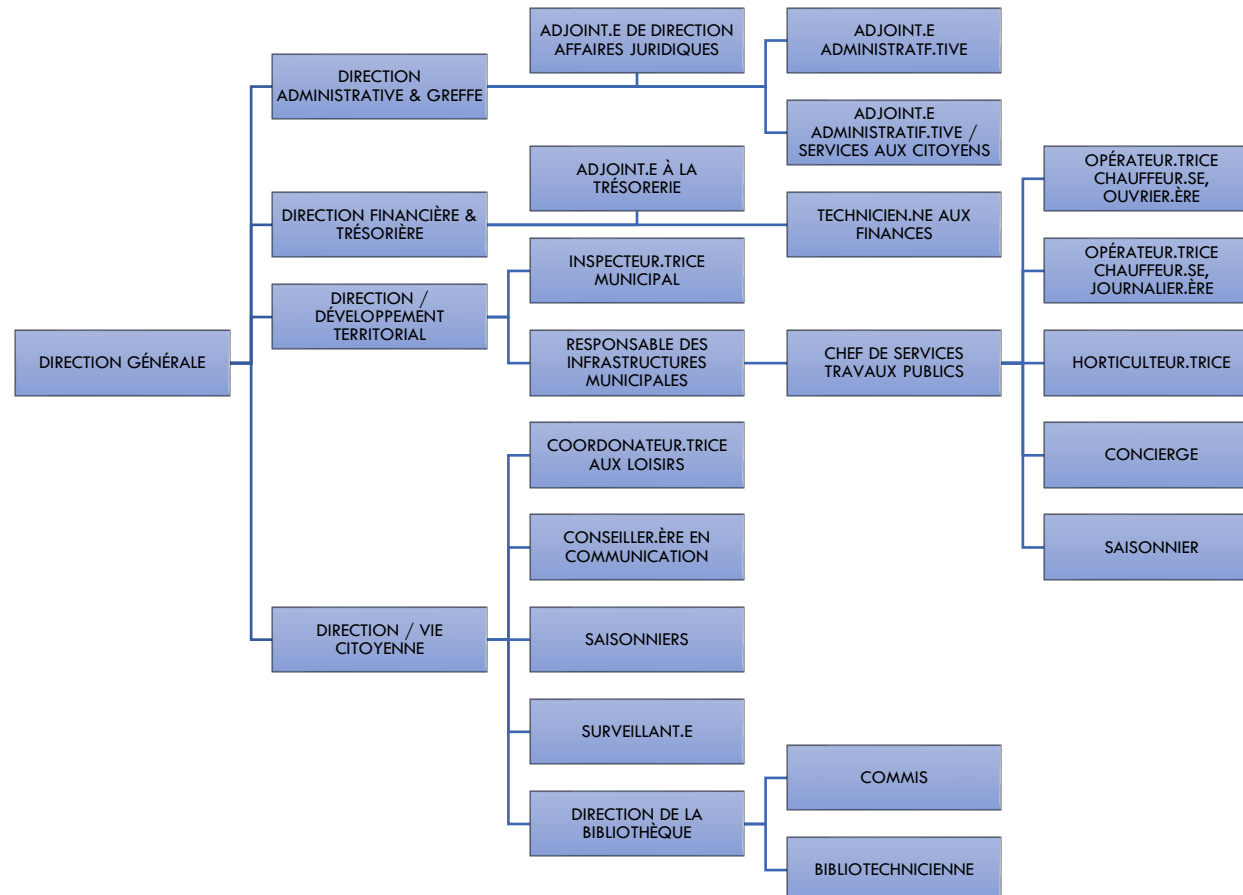 DIRECTION GÉNÉRALE
DIRECTION
ADMINISTRATIVE & GREFFE
ADJOINT.E DE DIRECTION
AFFAIRES JURIDIQUES
ADJOINT.E
ADMINISTRATF.TIVE
ADJOINT.E
ADMINISTRATIF.TIVE /
SERVICES AUX CITOYENS
DIRECTION FINANCIÈRE &
TRÉSORIÈRE
ADJOINT.E À LA
TRÉSORERIE
TECHNICIEN.NE AUX
FINANCES
DIRECTION /
DÉVELOPPEMENT
TERRITORIAL
INSPECTEUR.TRICE
MUNICIPAL
RESPONSABLE DES
INFRASTRUCTURES
MUNICIPALES
CHEF DE SERVICES
TRAVAUX PUBLICS
OPÉRATEUR.TRICE
CHAUFFEUR.SE,
OUVRIER.ÈRE
OPÉRATEUR.TRICE
CHAUFFEUR.SE,
JOURNALIER.ÈRE
HORTICULTEUR.TRICE
CONCIERGE
SAISONNIER
DIRECTION / VIE
CITOYENNE
COORDONATEUR.TRICE
AUX LOISIRS
CONSEILLER.ÈRE EN
COMMUNICATION
SAISONNIERS
SURVEILLANT.E
DIRECTION DE LA
BIBLIOTHÈQUE
COMMIS
BIBLIOTECHNICIENNE